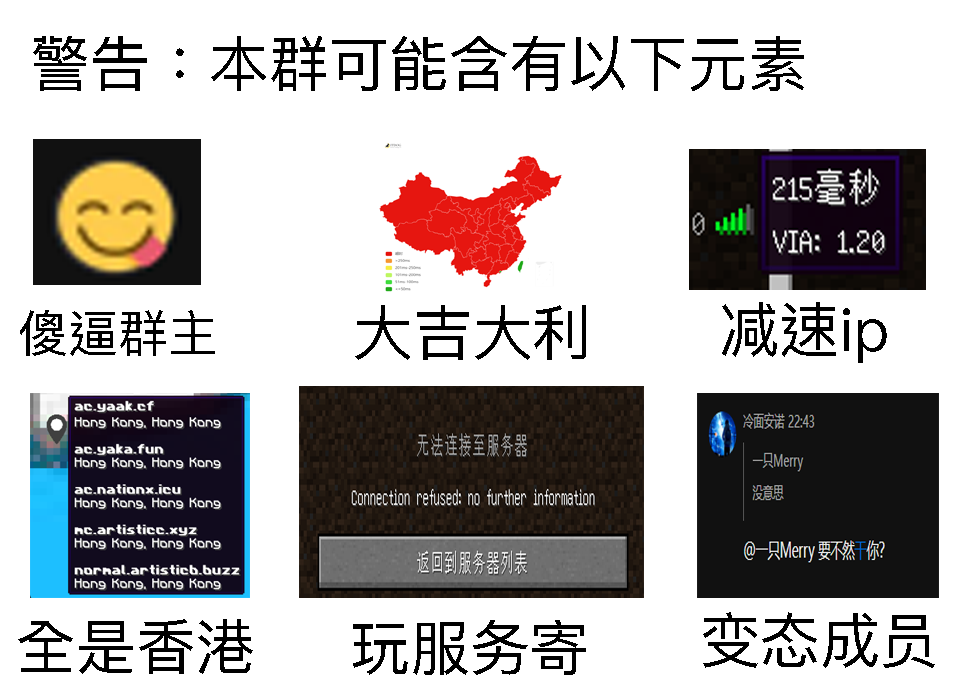 警告：本群可能含有以下元素
215毫秒
0
VIA: 1.20
傻逼群主
大吉大利
减速ip
ac.yaak.cf
Hong Kong, Hong Kong
ac.yaka.fun
Hong Kong, Hong Kong
ac.nationx.icu
Hong Kong, Hong Kong
mc.artisticc.xyz
Hong Kong, Hong Kong
normal.artisticb.buzz
Hong Kong, Hong Kong
无法连接至服务器
Connection refused: no further information
返回到服务器列表
冷面安诺 22:43
一只Merry
没意思
@一只Merry 要不然干你?
全是香港
玩服务寄
变态成员